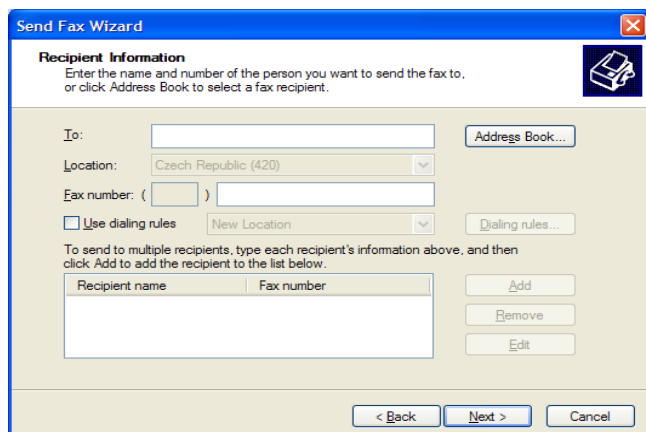 Send Fax Wizard
Recipient Information
Enter the name and number of the person you want to send the fax to,
or click Address Book to select a fax recipient.
To:
Address Book...
Location: Czech Republic (420)
Fax number: ( )
Use dialing rules New Location Dialing rules...
To send to multiple recipients, type each recipient's information above, and then
click Add to add the recipient to the list below.
Recipient name Fax number
Add
Remove
Edit
< Back Next > Cancel